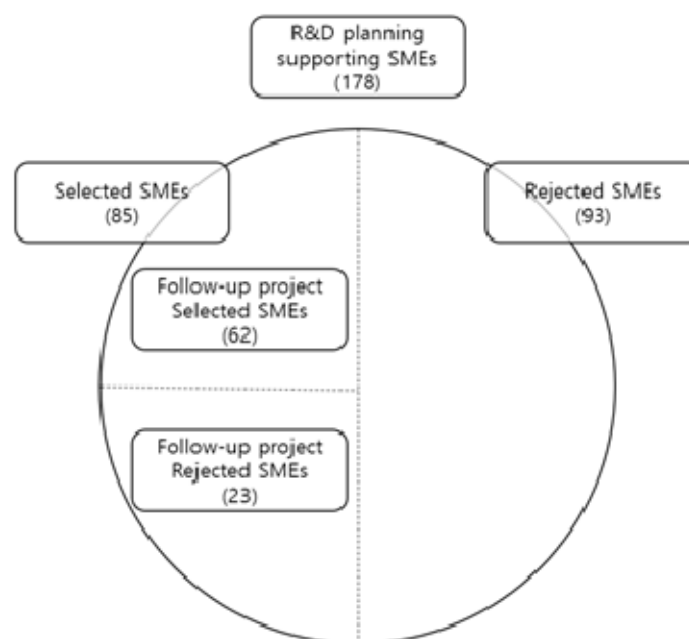 R&D planning
supporting SMEs
(178)
Selected SMEs
(85)
Rejected SMEs
(93)
Follow-up project
Selected SMEs
(62)
Follow-up project
Rejected SMEs
(23)